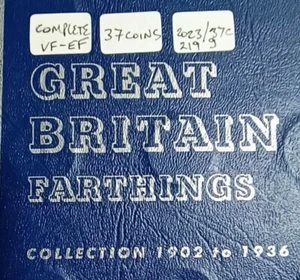 COMPLETE
VF-EF
37 COINS
2023/37C
219 9
GREAT
BRITAIN
FARTHINGS
COLLECTION 1902 to 1936